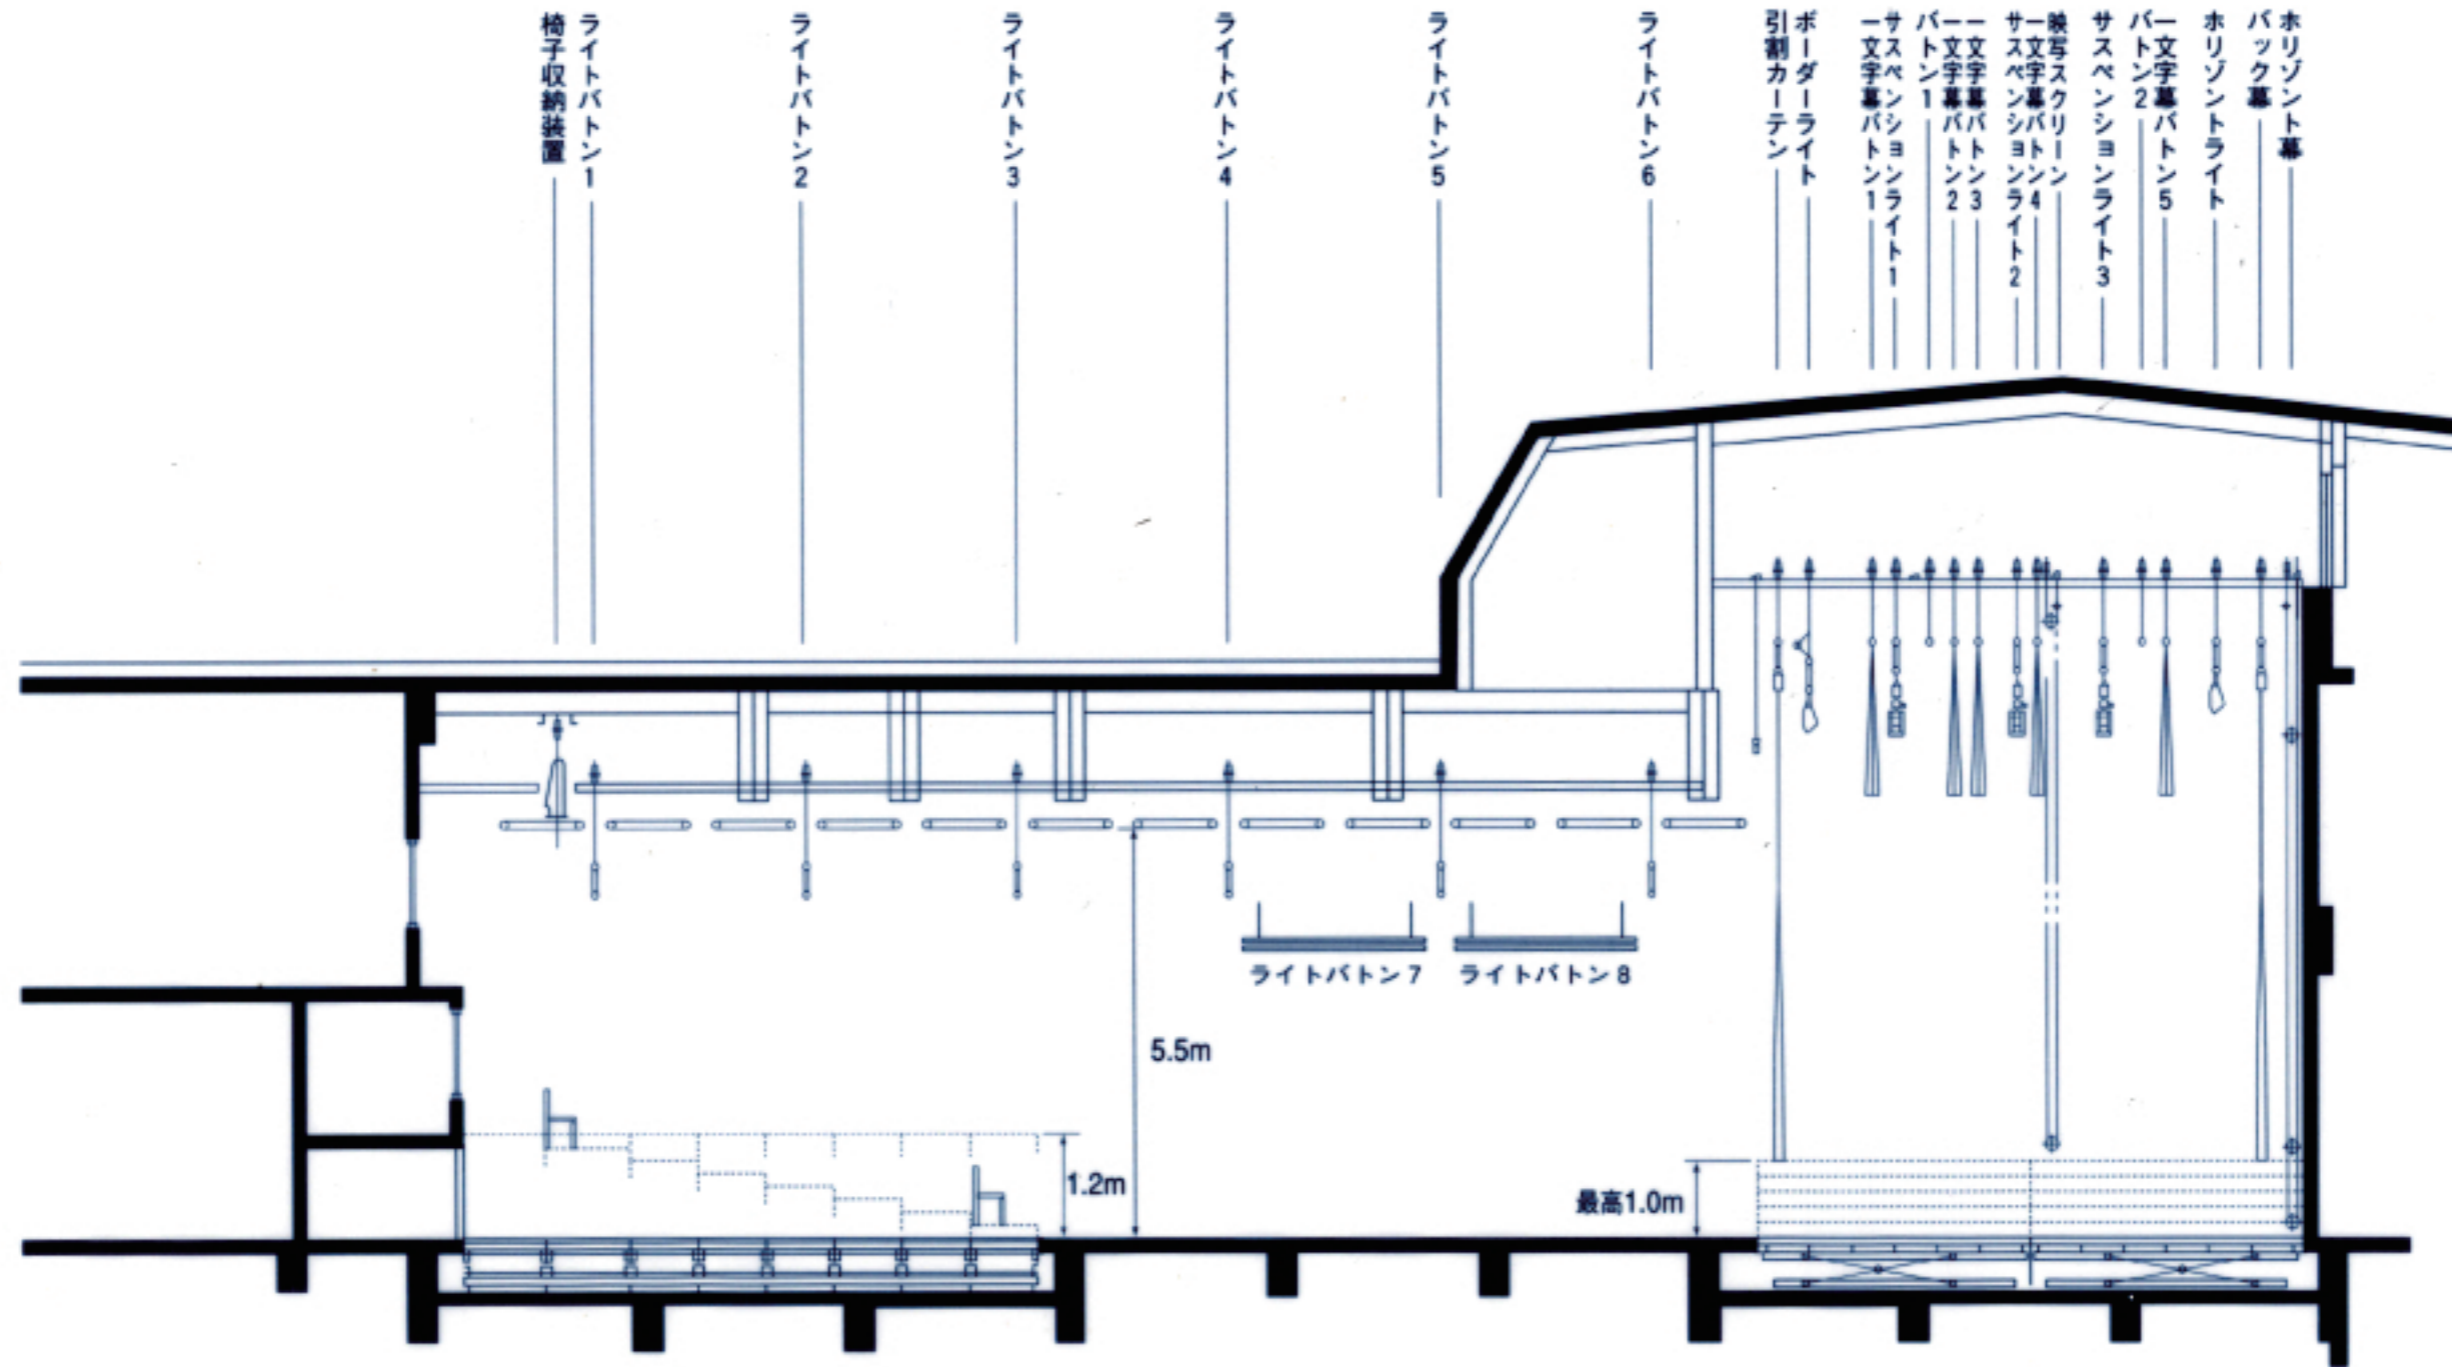 椅子収納装置
ライトバトン1
ライトバトン2
ライトバトン3
ライトバトン4
ライトバトン5
ライトバトン6
引割カーテン
ボーダーライト
一文字幕バトン1
サスペンションライト1
バトン1
一文字幕バトン2
一文字幕バトン3
サスペンションライト2
一文字幕バトン4
映写スクリーン
サスペンションライト3
バトン2
一文字幕バトン5
ホリゾントライト
バック幕
ホリゾント幕
ライトバトン7
ライトバトン8
5.5m
1.2m
最高1.0m